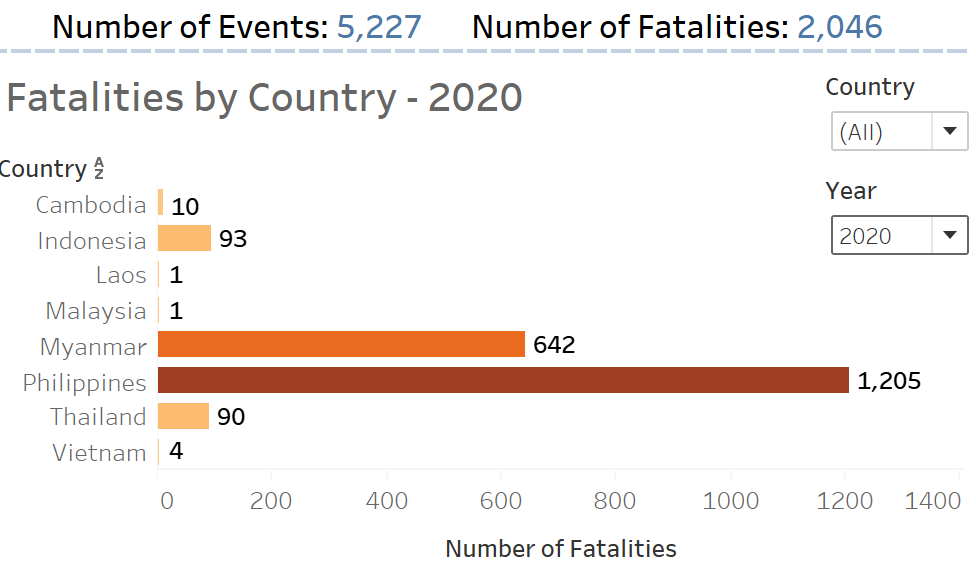 Number of Events: 5,227 Number of Fatalities: 2,046
Fatalities by Country - 2020
Country
(All)
Year
2020
Country
Cambodia 10
Indonesia 93
Laos 1
Malaysia 1
Myanmar 642
Philippines 1,205
Thailand 90
Vietnam 4
0 200 400 600 800 1000 1200 1400
Number of Fatalities